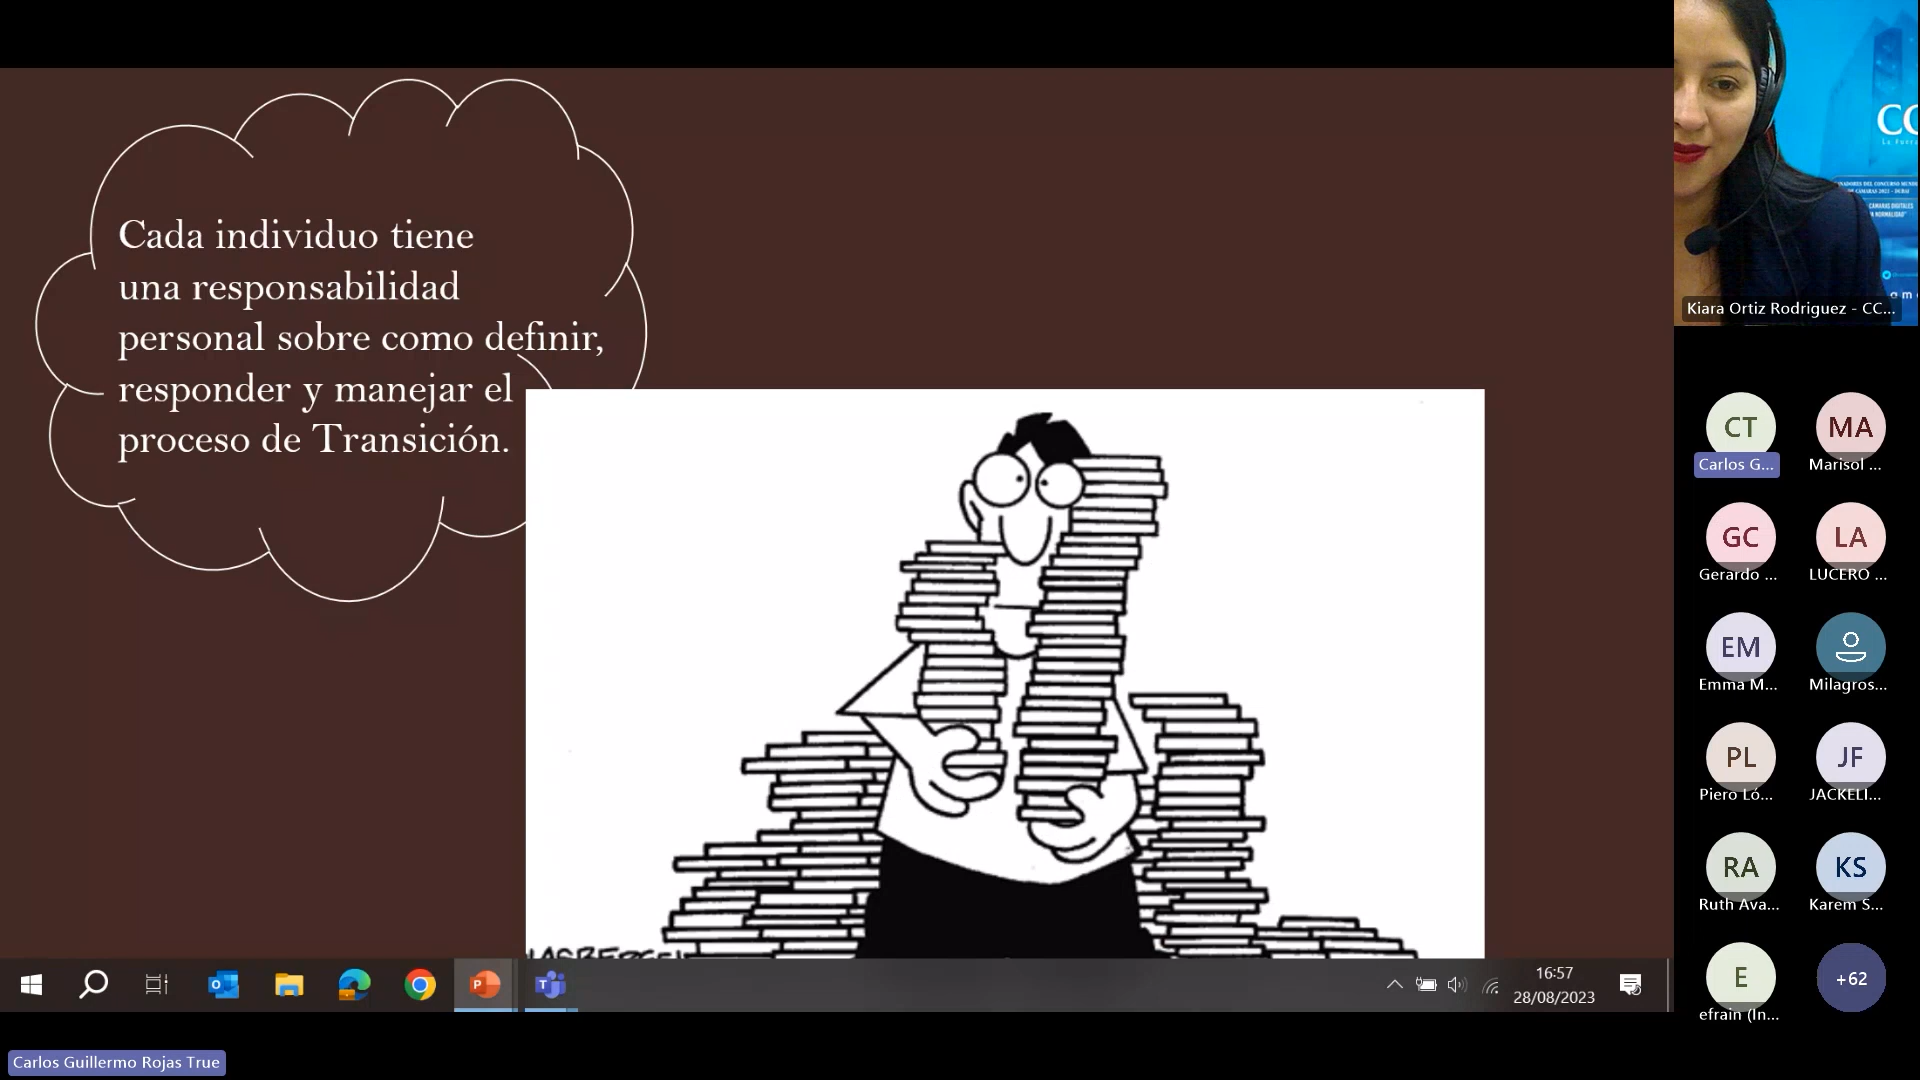 Cada individuo tiene
una responsabilidad
personal sobre como definir,
responder y manejar el
proceso de Transición.
CC
Kiara Ortiz Rodriguez - CC...
CT
Carlos G...
MA
Marisol ...
GC
Gerardo ...
LA
LUCERO ...
EM
Emma M...
Milagros...
PL
Piero Ló...
JF
JACKELI...
RA
Ruth Ava...
KS
Karem S...
E
efrain (In...
+62
16:57
28/08/2023
Carlos Guillermo Rojas True